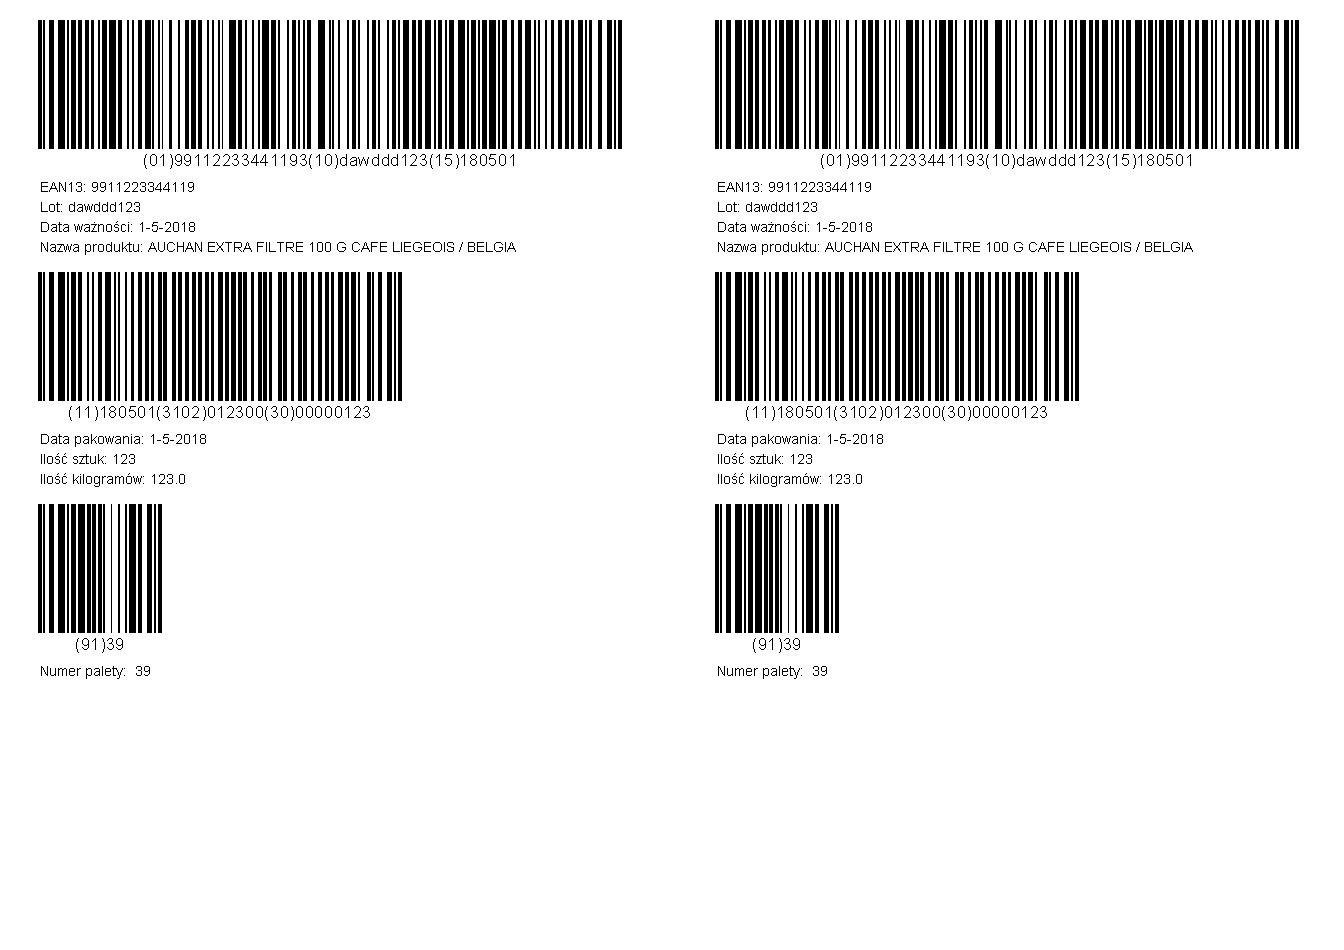 (01)99112233441193(10)dawddd123(15)180501
EAN13: 9911223344119
Lot: dawddd123
Data ważności: 1-5-2018
Nazwa produktu: AUCHAN EXTRA FILTRE 100 G CAFE LIEGEOIS / BELGIA
(11)180501(3102)012300(30)00000123
Data pakowania: 1-5-2018
Ilość sztuk: 123
Ilość kilogramów: 123.0
(91)39
Numer palety: 39
(01)99112233441193(10)dawddd123(15)180501
EAN13: 9911223344119
Lot: dawddd123
Data ważności: 1-5-2018
Nazwa produktu: AUCHAN EXTRA FILTRE 100 G CAFE LIEGEOIS / BELGIA
(11)180501(3102)012300(30)00000123
Data pakowania: 1-5-2018
Ilość sztuk: 123
Ilość kilogramów: 123.0
(91)39
Numer palety: 39